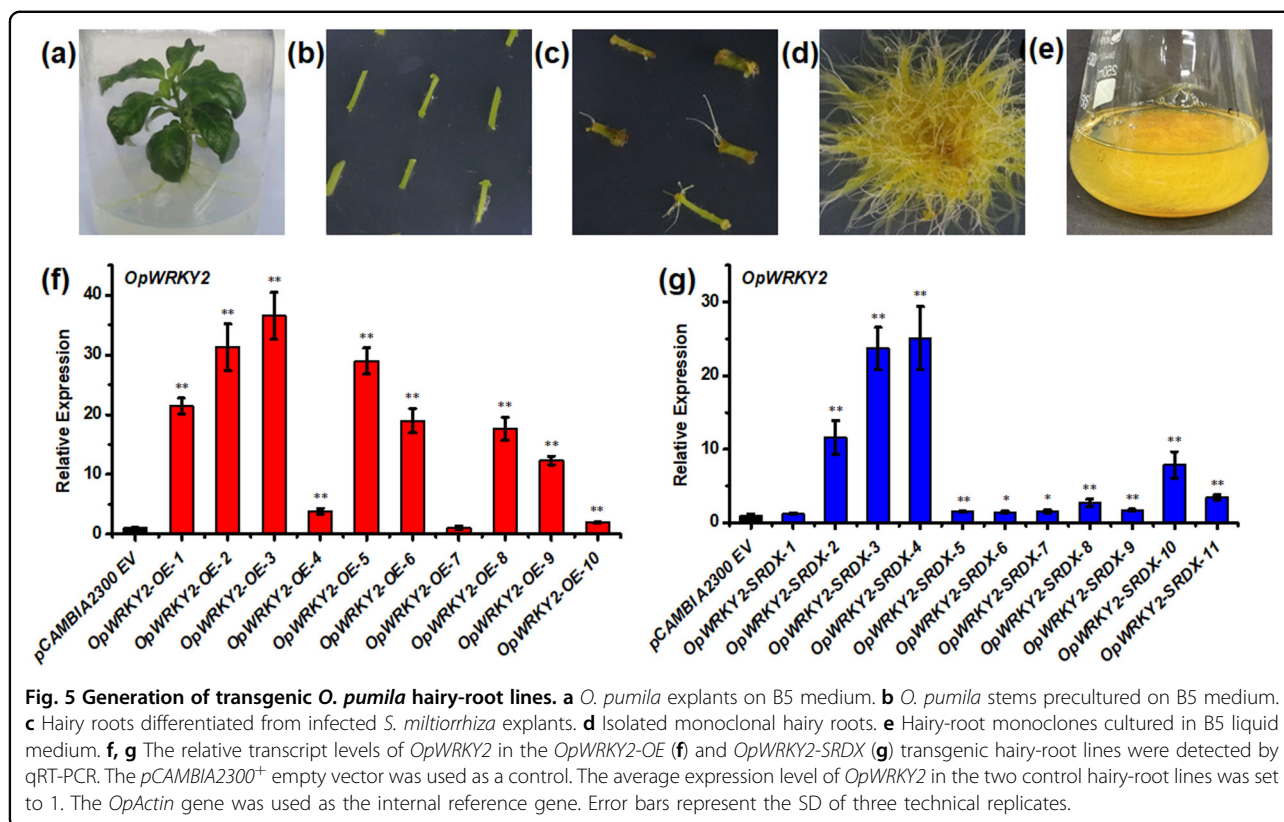 (a)
(b)
(c)
(d)
(e)
250ml
(f)
OpWRKY2
Relative Expression
40
30
20
10
0
**
**
**
**
**
**
**
**
**
pCAMBIA2300 EV
OpWRKY2-OE-1
OpWRKY2-OE-2
OpWRKY2-OE-3
OpWRKY2-OE-4
OpWRKY2-OE-5
OpWRKY2-OE-6
OpWRKY2-OE-7
OpWRKY2-OE-8
OpWRKY2-OE-9
OpWRKY2-OE-10
(g)
OpWRKY2
Relative Expression
30
20
10
0
**
**
**
**
*
*
**
**
**
**
pCAMBIA2300 EV
OpWRKY2-SRDX-1
OpWRKY2-SRDX-2
OpWRKY2-SRDX-3
OpWRKY2-SRDX-4
OpWRKY2-SRDX-5
OpWRKY2-SRDX-6
OpWRKY2-SRDX-7
OpWRKY2-SRDX-8
OpWRKY2-SRDX-9
OpWRKY2-SRDX-10
OpWRKY2-SRDX-11
Fig. 5 Generation of transgenic O. pumila hairy-root lines. a O. pumila explants on B5 medium. b O. pumila stems precultured on B5 medium.
c Hairy roots differentiated from infected S. miltiorrhiza explants. d Isolated monoclonal hairy roots. e Hairy-root monoclones cultured in B5 liquid
medium. f, g The relative transcript levels of OpWRKY2 in the OpWRKY2-OE (f) and OpWRKY2-SRDX (g) transgenic hairy-root lines were detected by
qRT-PCR. The pCAMBIA2300⁺ empty vector was used as a control. The average expression level of OpWRKY2 in the two control hairy-root lines was set
to 1. The OpActin gene was used as the internal reference gene. Error bars represent the SD of three technical replicates.